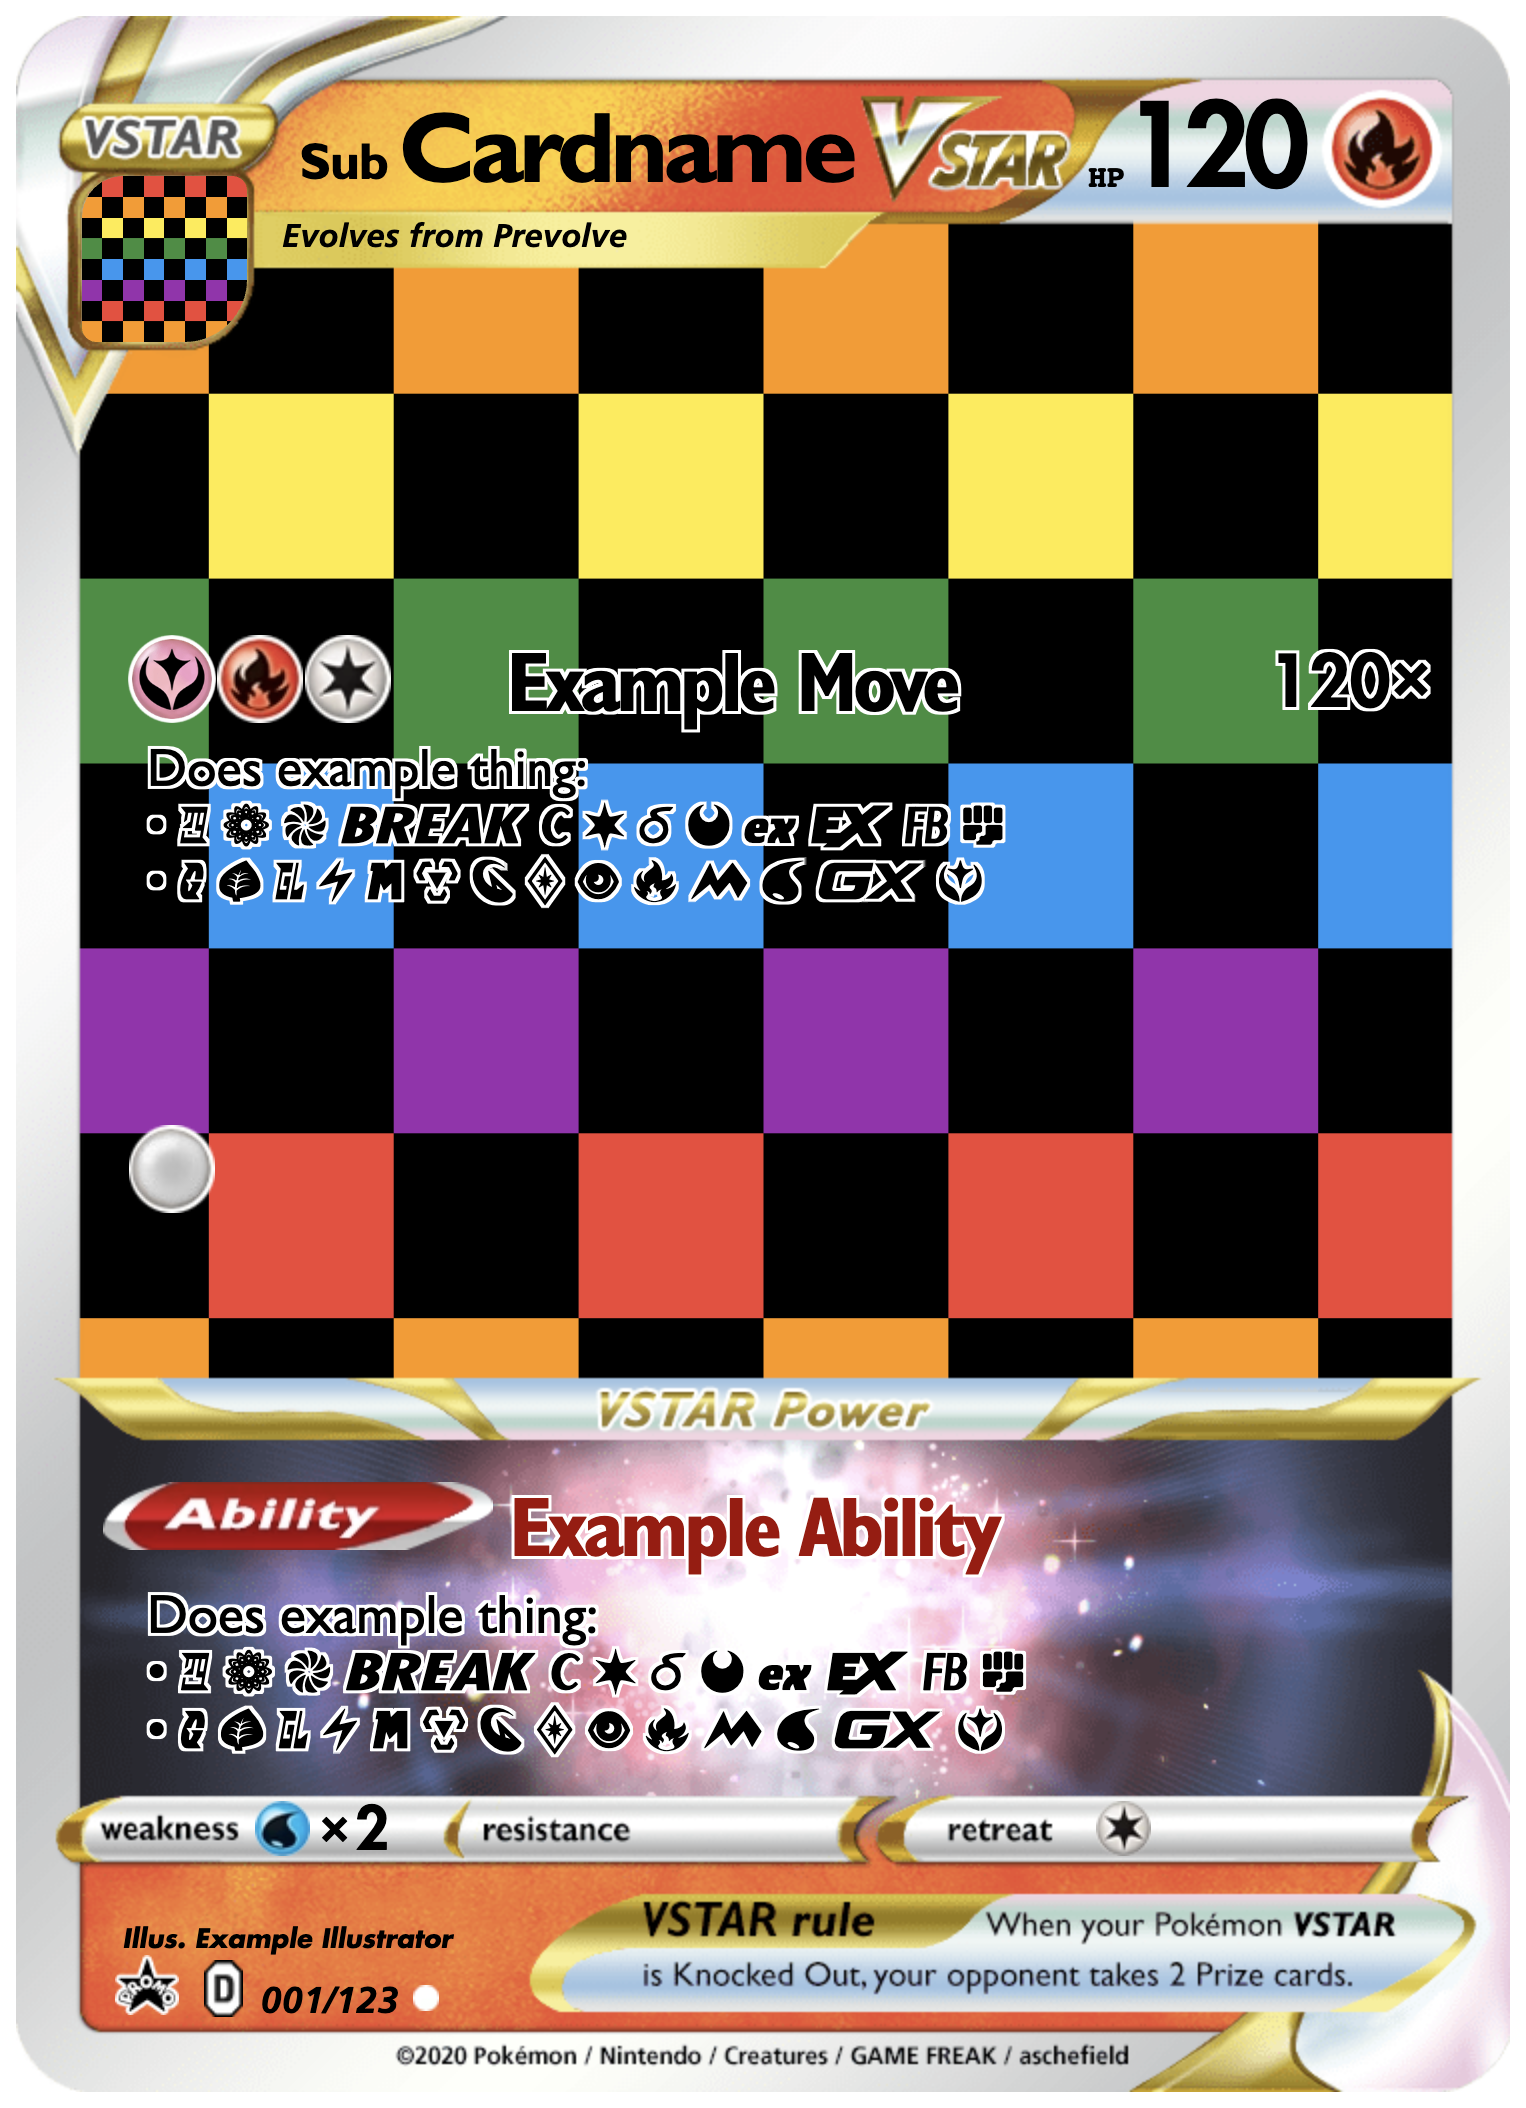 VSTAR
Sub Cardname VSTAR HP 120
Evolves from Prevolve
Example Move 120×
Does example thing:
• BREAK C δ ex EX FB
• G GL M GX
VSTAR Power
Ability Example Ability
Does example thing:
• BREAK C δ ex EX FB
• G GL M GX
weakness ×2 resistance retreat
Illus. Example Illustrator
PROMO D 001/123
VSTAR rule When your Pokémon VSTAR
is Knocked Out, your opponent takes 2 Prize cards.
©2020 Pokémon / Nintendo / Creatures / GAME FREAK / aschefield